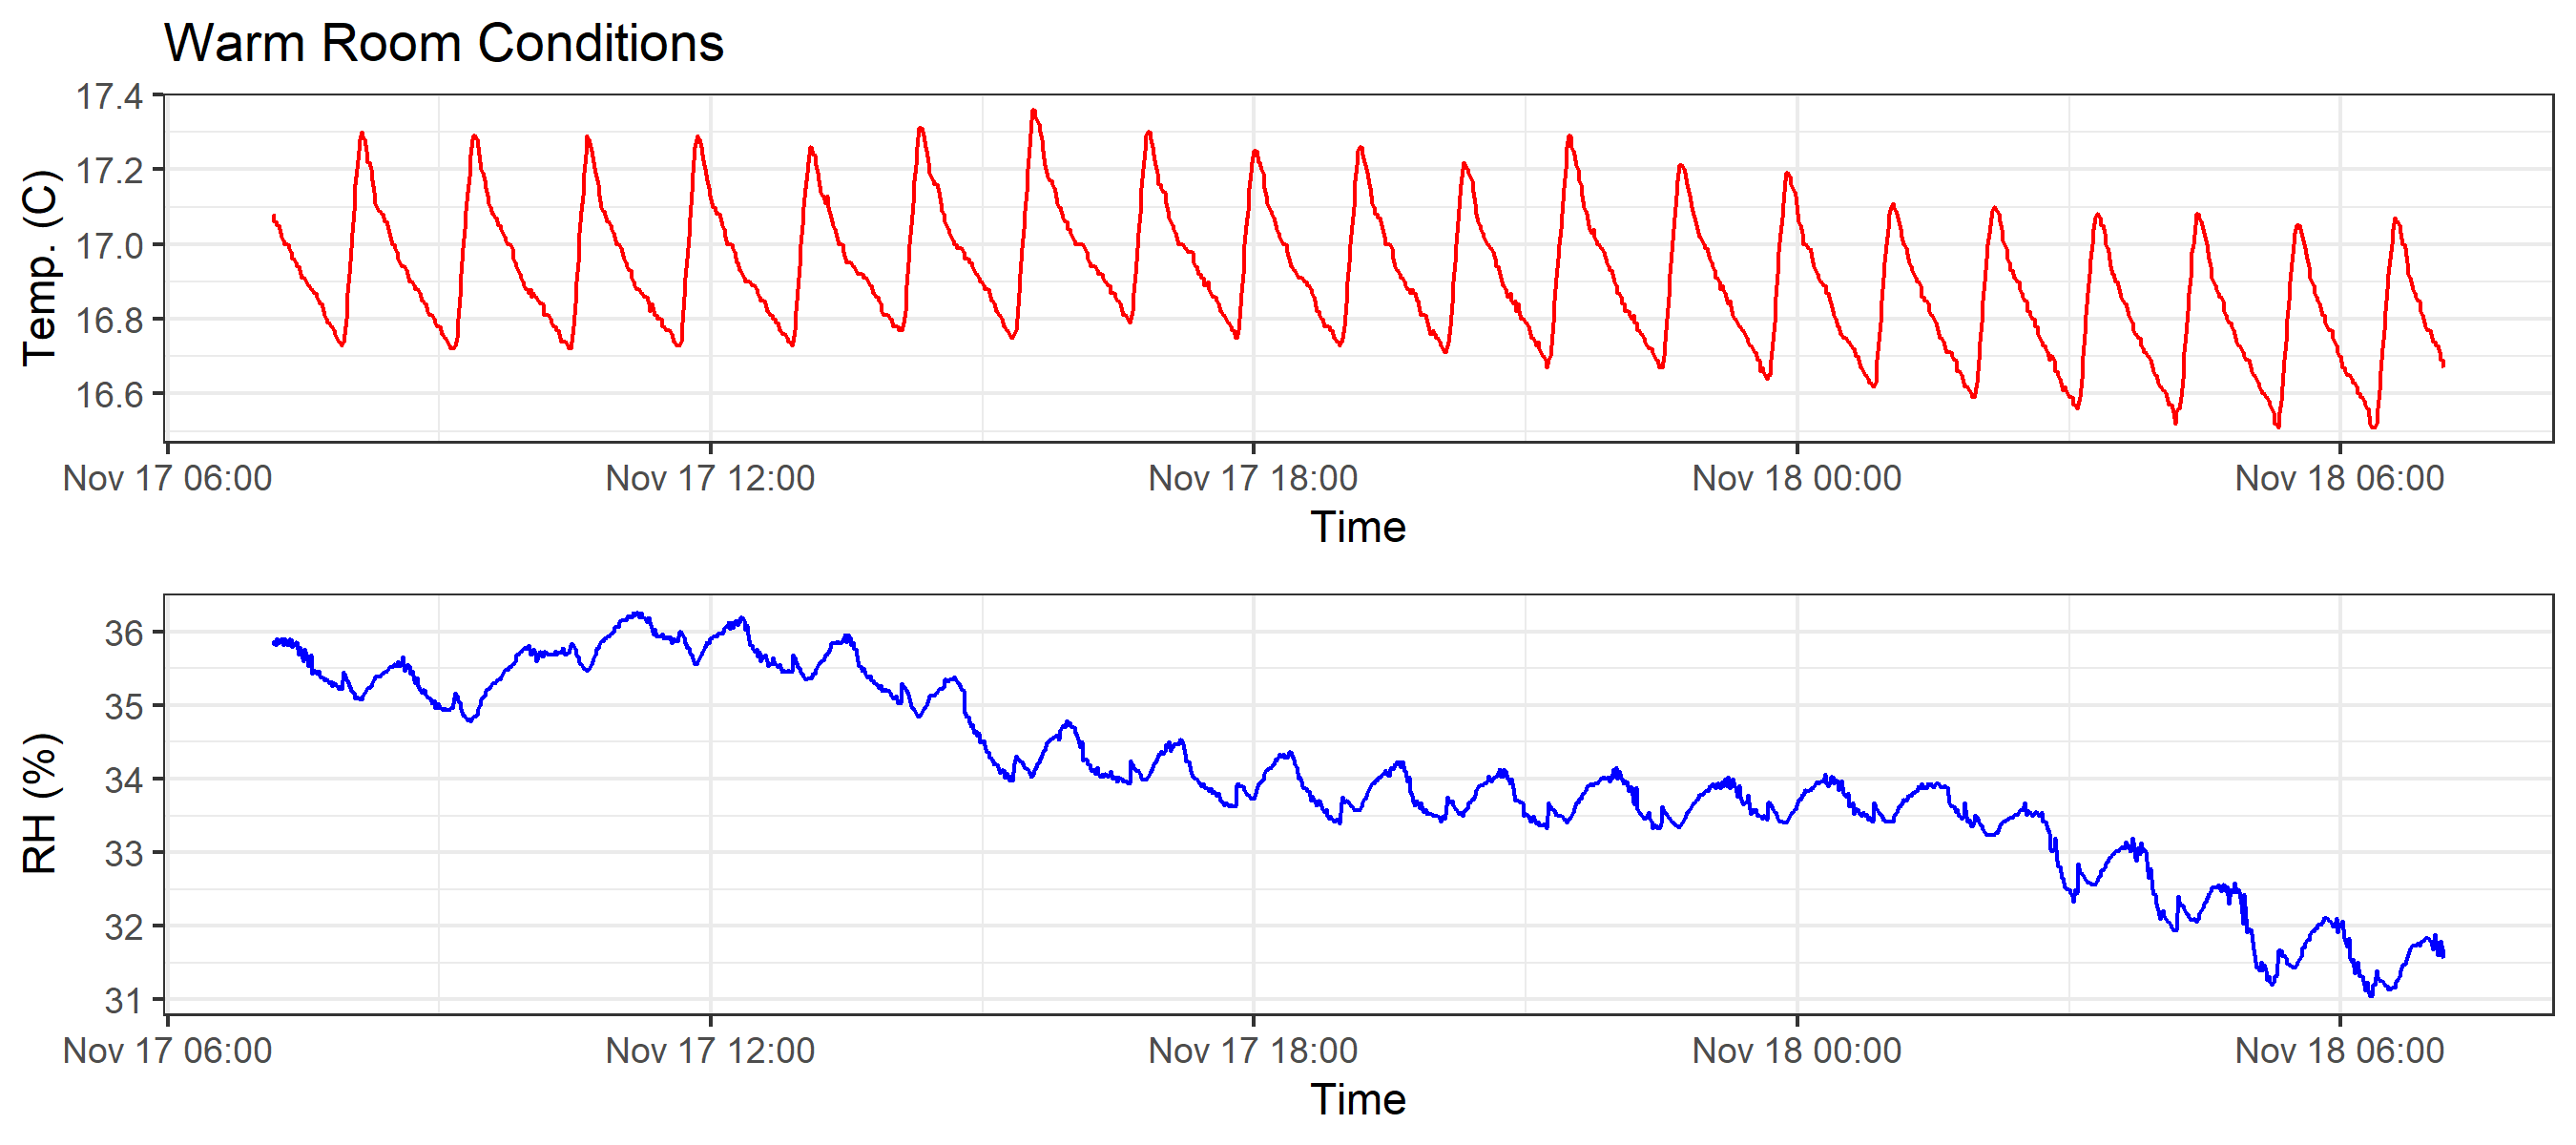 Warm Room Conditions
17.4
17.2
17.0
16.8
16.6
Temp. (C)
Nov 17 06:00 Nov 17 12:00 Nov 17 18:00 Nov 18 00:00 Nov 18 06:00
Time
36
35
34
33
32
31
RH (%)
Nov 17 06:00 Nov 17 12:00 Nov 17 18:00 Nov 18 00:00 Nov 18 06:00
Time